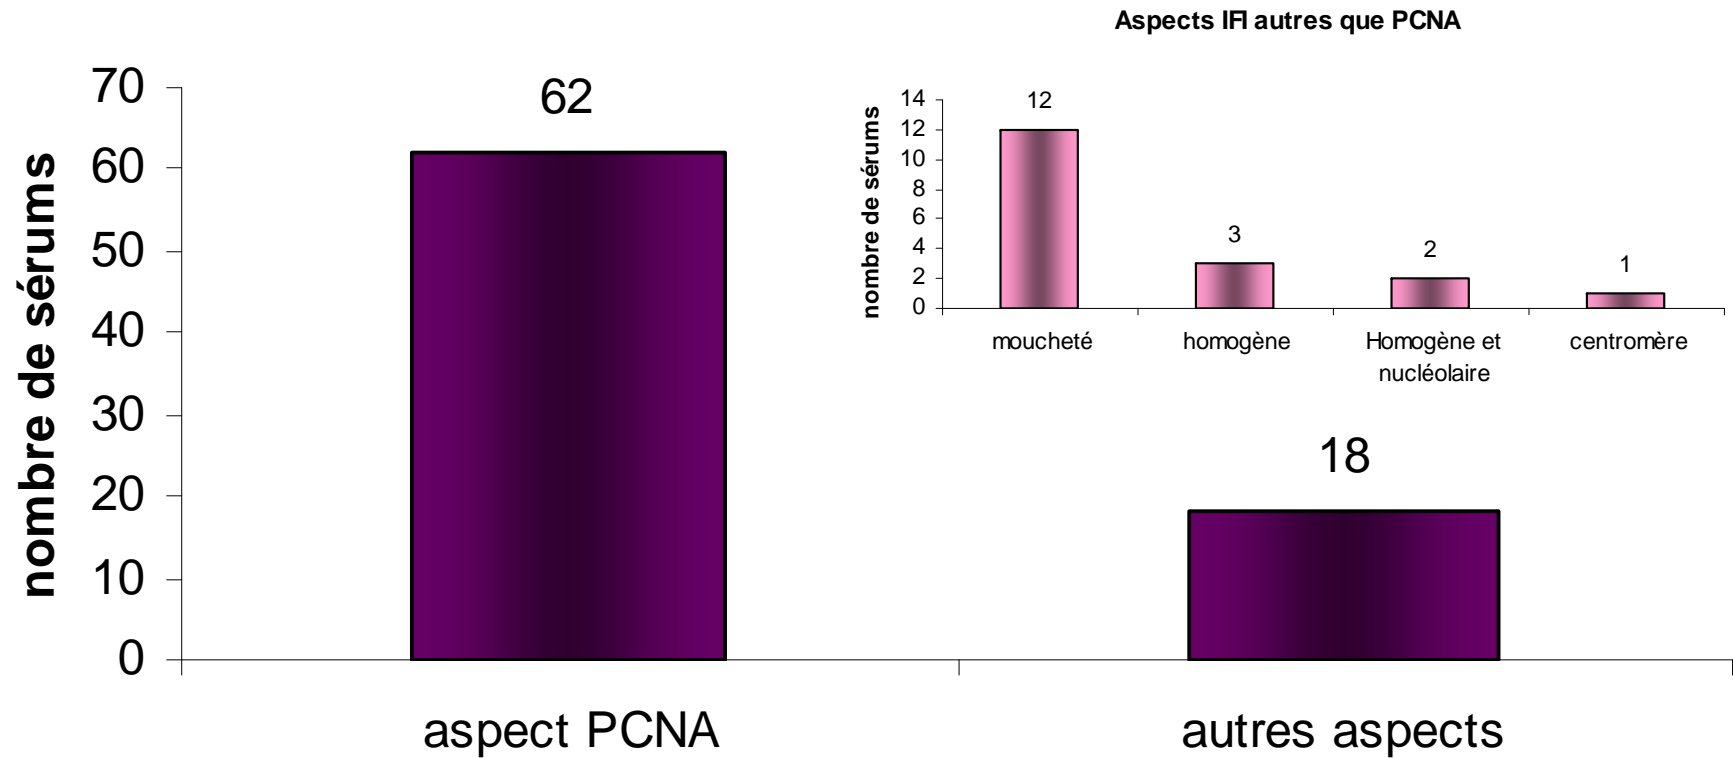 Aspects IFI autres que PCNA
nombre de sérums
70
60
50
40
30
20
10
0
62
18
aspect PCNA
autres aspects
nombre de sérums
14
12
10
8
6
4
2
0
12
3
2
1
moucheté
homogène
Homogène et
nucléolaire
centromère